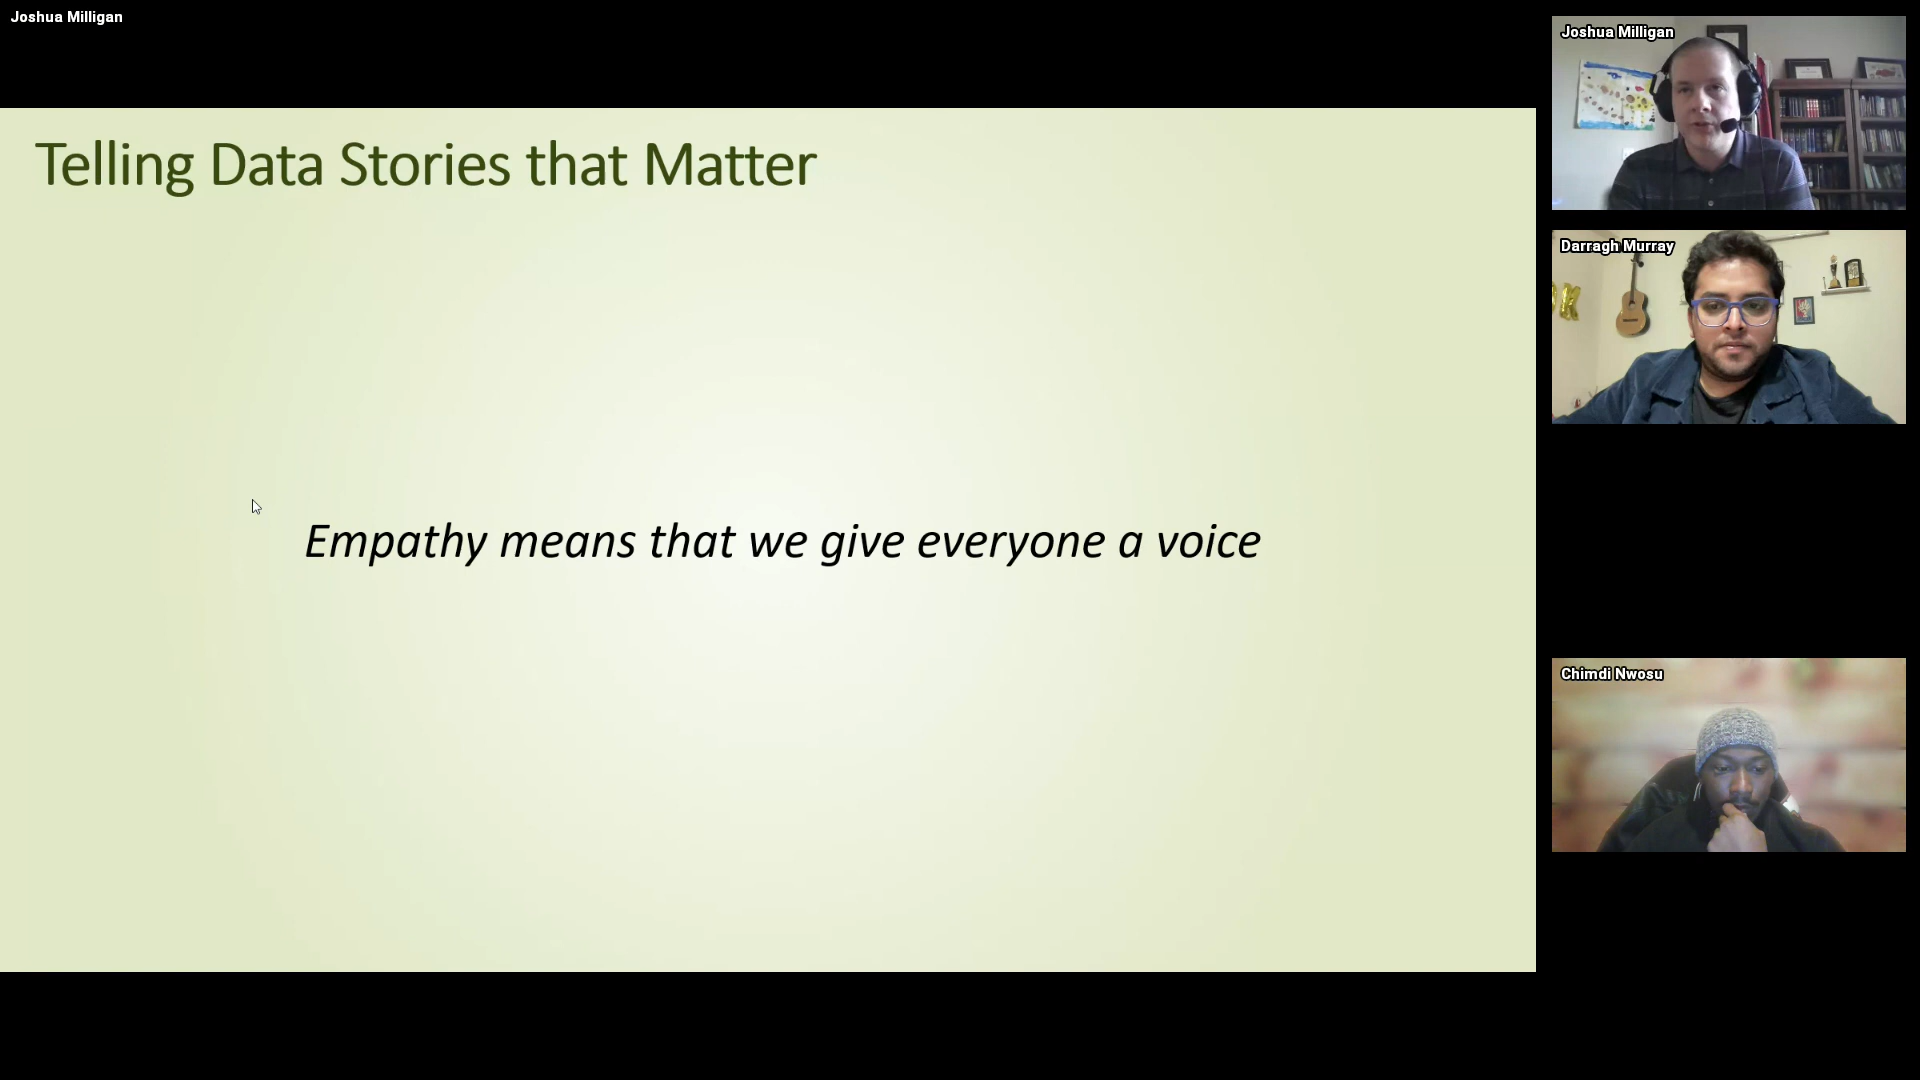 Joshua Milligan
Telling Data Stories that Matter
Empathy means that we give everyone a voice
Joshua Milligan
Darragh Murray
K
Chimdi Nwosu